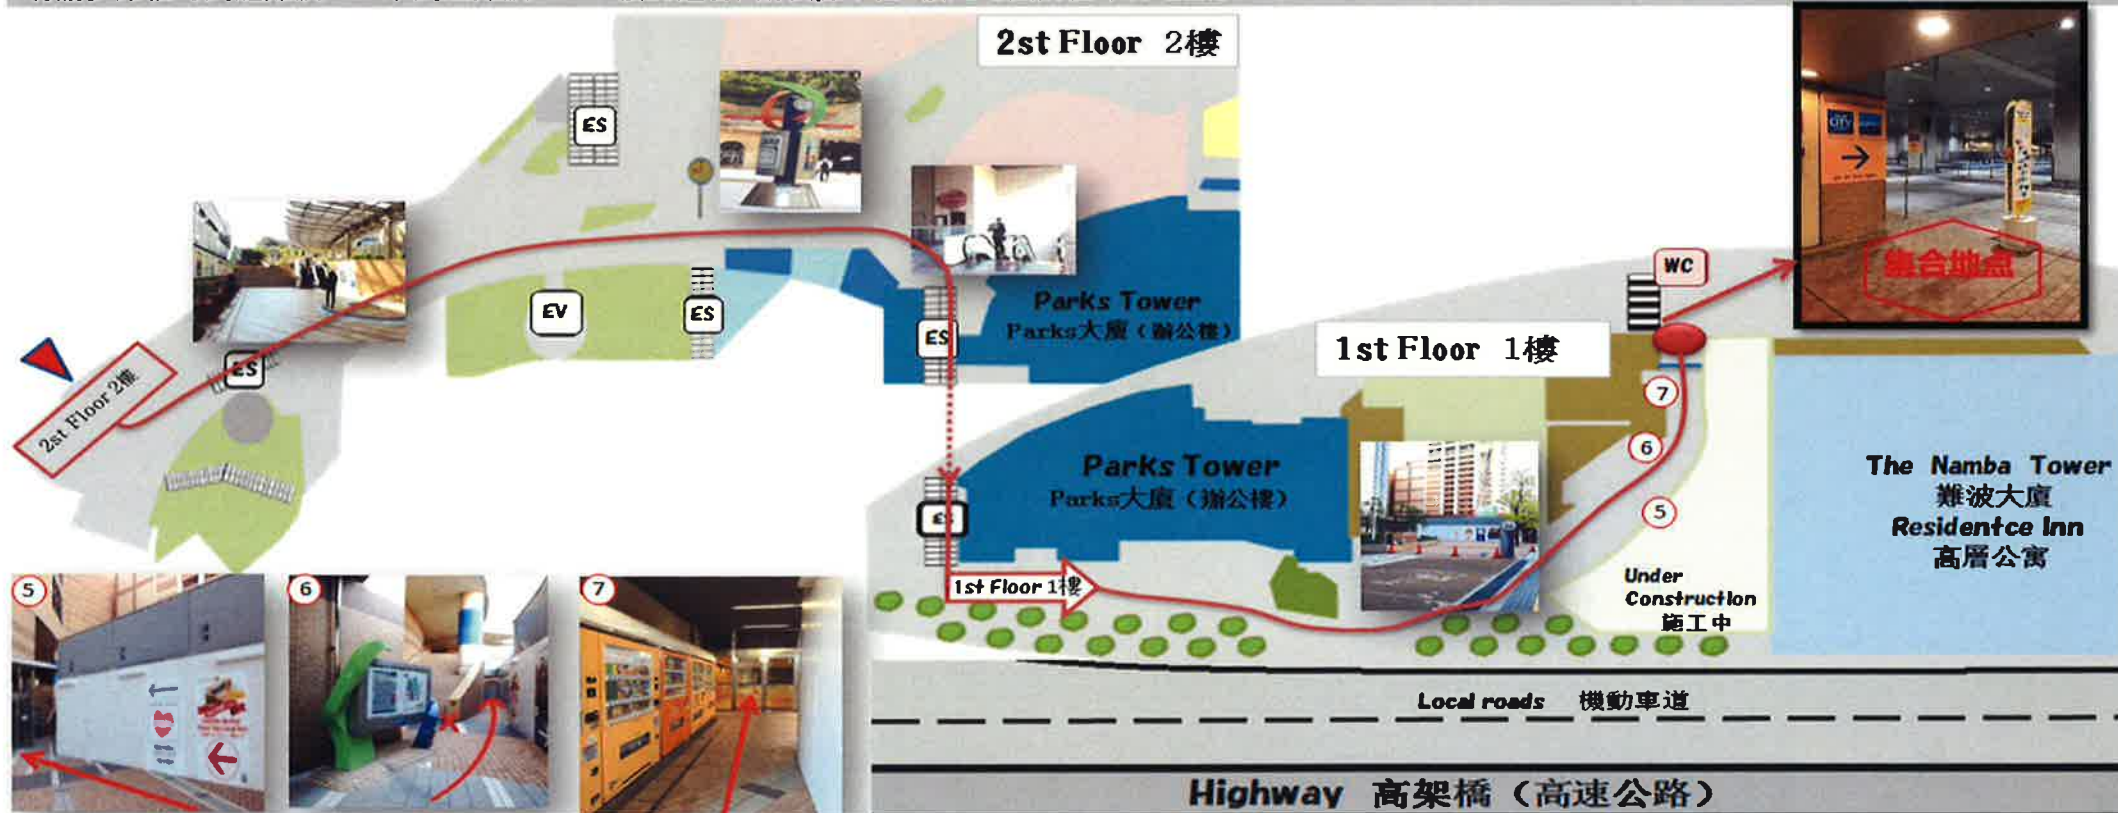 2st Floor 2樓
ES
2st Floor 2樓
ES
EV
ES
ES
Parks Tower
Parks大廈（辦公樓）
1st Floor 1樓
WC
集合地点
CITY
→
Parks Tower
Parks大廈（辦公樓）
ES
1st Floor 1樓
⑦
⑥
⑤
Under
Construction
施工中
The Namba Tower
難波大廈
Residentce Inn
高層公寓
⑤
⑥
⑦
Local roads 機動車道
Highway 高架橋（高速公路）